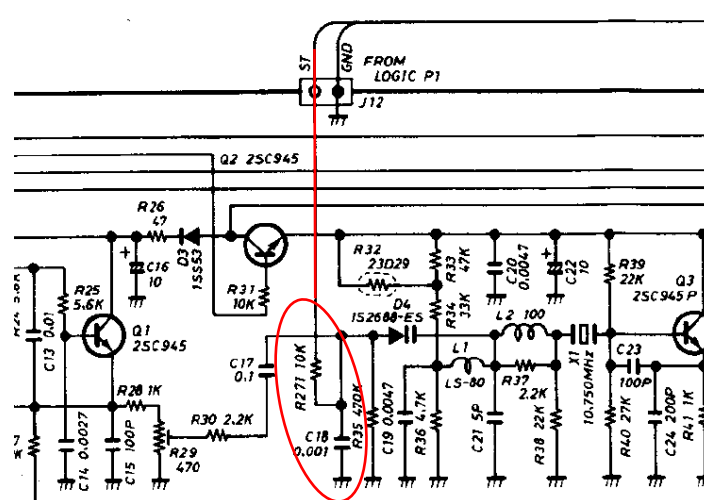 ST
GND
FROM
LOGIC P1
J12
Q2 2SC945
R26
47
D3
1SS53
C16
10
R31
10K
R32
23D29
R33
47K
C20
0.0047
C22
10
R39
22K
Q3
2SC945P
R25
5.6K
C13 0.01
Q1
2SC945
D4
1S2688-ES
R34
33K
L2 100
X1
10.750MHz
C23
100P
C17
0.1
R271 10K
R35 470K
L1
LS-80
R37
2.2K
R28 1K
R30 2.2K
R29
470
C14 0.0027
C15 100P
C18
0.001
C19 0.0047
R36 4.7K
C21 5P
R38 22K
R40 27K
C24 200P
R41 1K